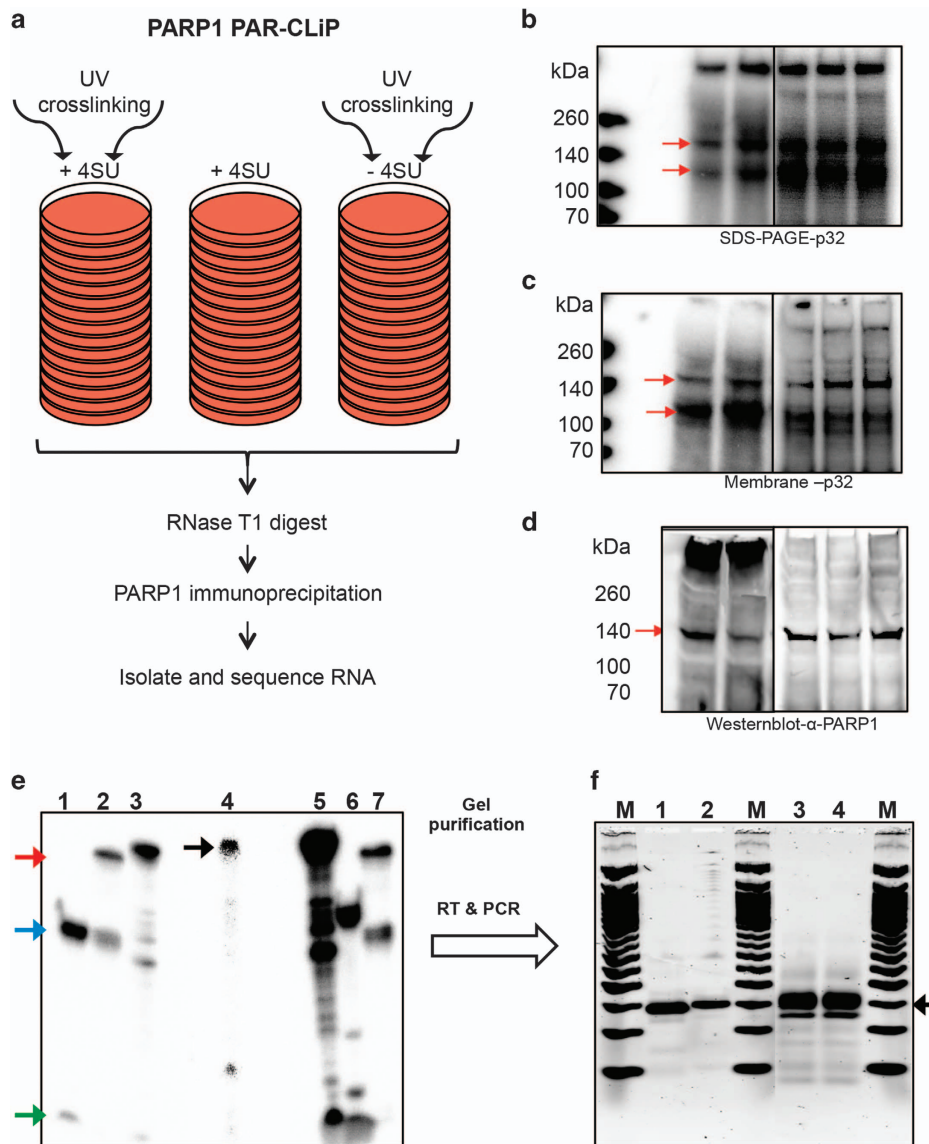 a
PARP1 PAR-CLiP
UV
crosslinking
UV
crosslinking
+ 4SU
+ 4SU
- 4SU
RNase T1 digest
PARP1 immunoprecipitation
Isolate and sequence RNA
b
kDa
260
140
100
70
SDS-PAGE-p32
c
kDa
260
140
100
70
Membrane –p32
d
kDa
260
140
100
70
Westernblot-α-PARP1
e
1 2 3 4 5 6 7
Gel
purification
RT & PCR
f
M 1 2 M 3 4 M